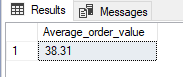 Results Messages
Average_order_value
1 38.31